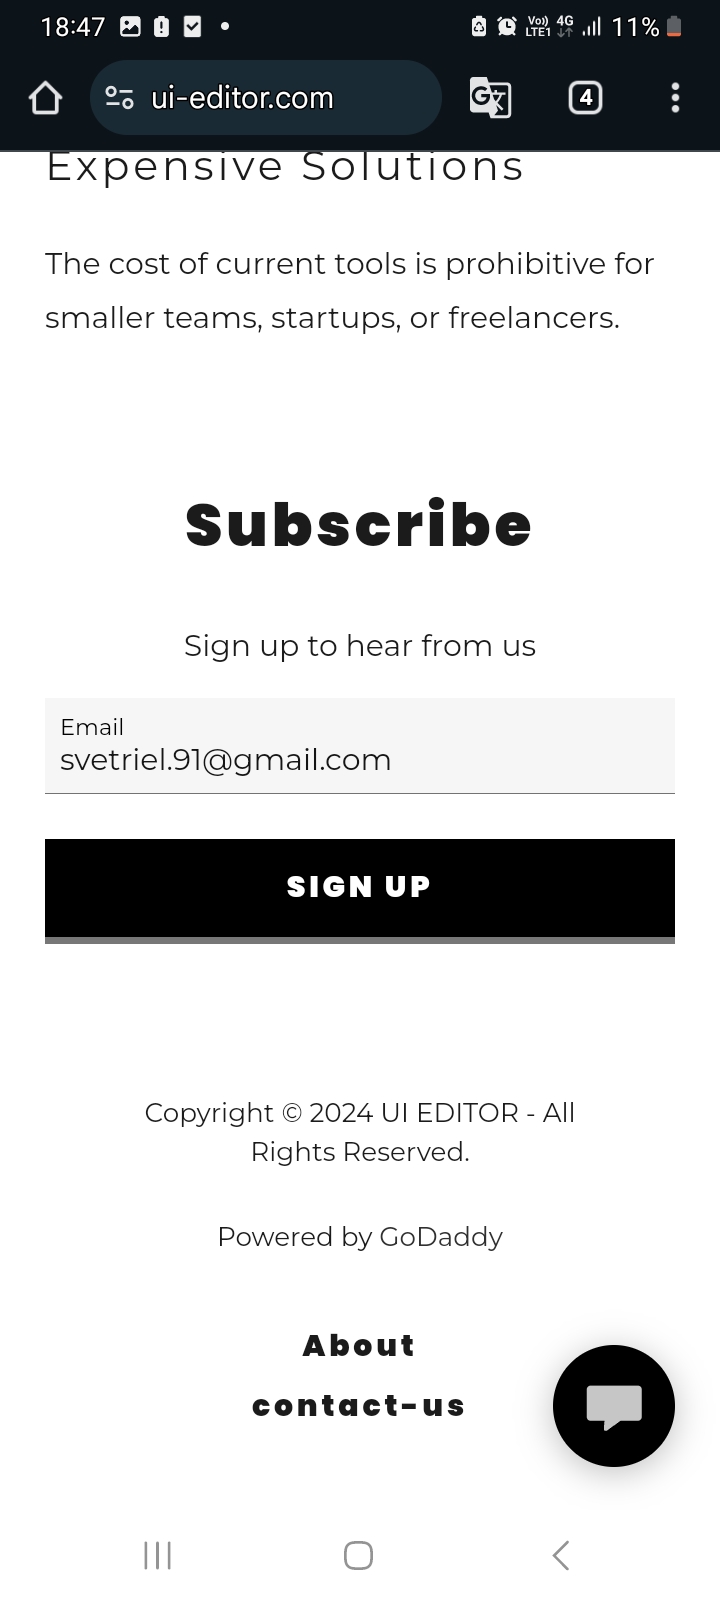 18:47
Vo)) LTE1 4G 11%
ui-editor.com
4
Expensive Solutions
The cost of current tools is prohibitive for
smaller teams, startups, or freelancers.
Subscribe
Sign up to hear from us
Email
svetriel.91@gmail.com
SIGN UP
Copyright © 2024 UI EDITOR - All
Rights Reserved.
Powered by GoDaddy
About
contact-us